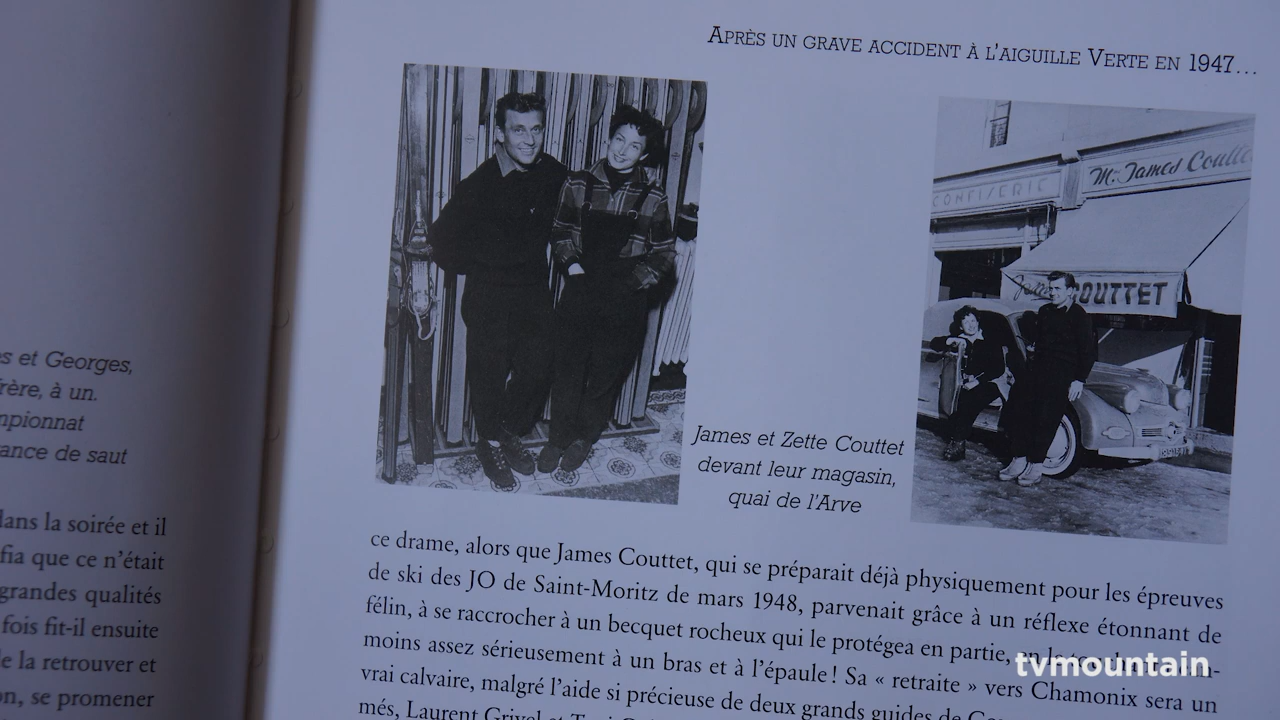 es et Georges,
frère, à un.
mpionnat
ance de saut
dans la soirée et il
fia que ce n'était
grandes qualités
fois fit-il ensuite
de la retrouver et
on, se promener
APRÈS UN GRAVE ACCIDENT À L'AIGUILLE VERTE EN 1947...
CONFISERIE
Mr James Coutte
COUTTET
James et Zette Couttet
devant leur magasin,
quai de l'Arve
ce drame, alors que James Couttet, qui se préparait déjà physiquement pour les épreuves
de ski des JO de Saint-Moritz de mars 1948, parvenait grâce à un réflexe étonnant de
félin, à se raccrocher à un becquet rocheux qui le protégea en partie,
moins assez sérieusement à un bras et à l'épaule ! Sa « retraite » vers Chamonix sera un
vrai calvaire, malgré l'aide si précieuse de deux grands guides de
més, Laurent Grivel et
tvmountain